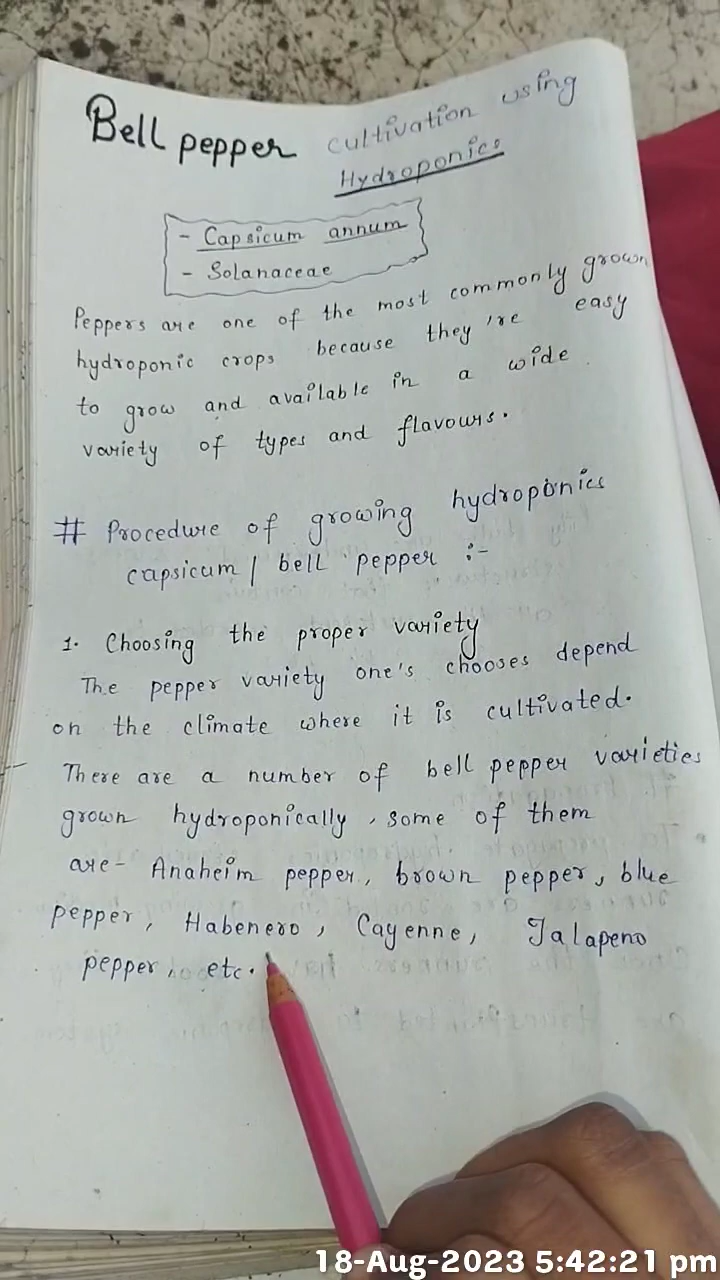 Bell pepper cultivation using
Hydroponics
- Capsicum annum
- Solanaceae
Peppers are one of the most commonly grown
hydroponic crops because they're easy
to grow and available in a wide
variety of types and flavours.
# Procedure of growing hydroponics
capsicum / bell pepper :-
1. Choosing the proper variety
The pepper variety one's chooses depend
on the climate where it is cultivated.
There are a number of bell pepper varieties
grown hydroponically, some of them
are- Anaheim pepper, brown pepper, blue
pepper, Habenero, Cayenne, Jalapeno
pepper, etc.
18-Aug-2023 5:42:21 pm